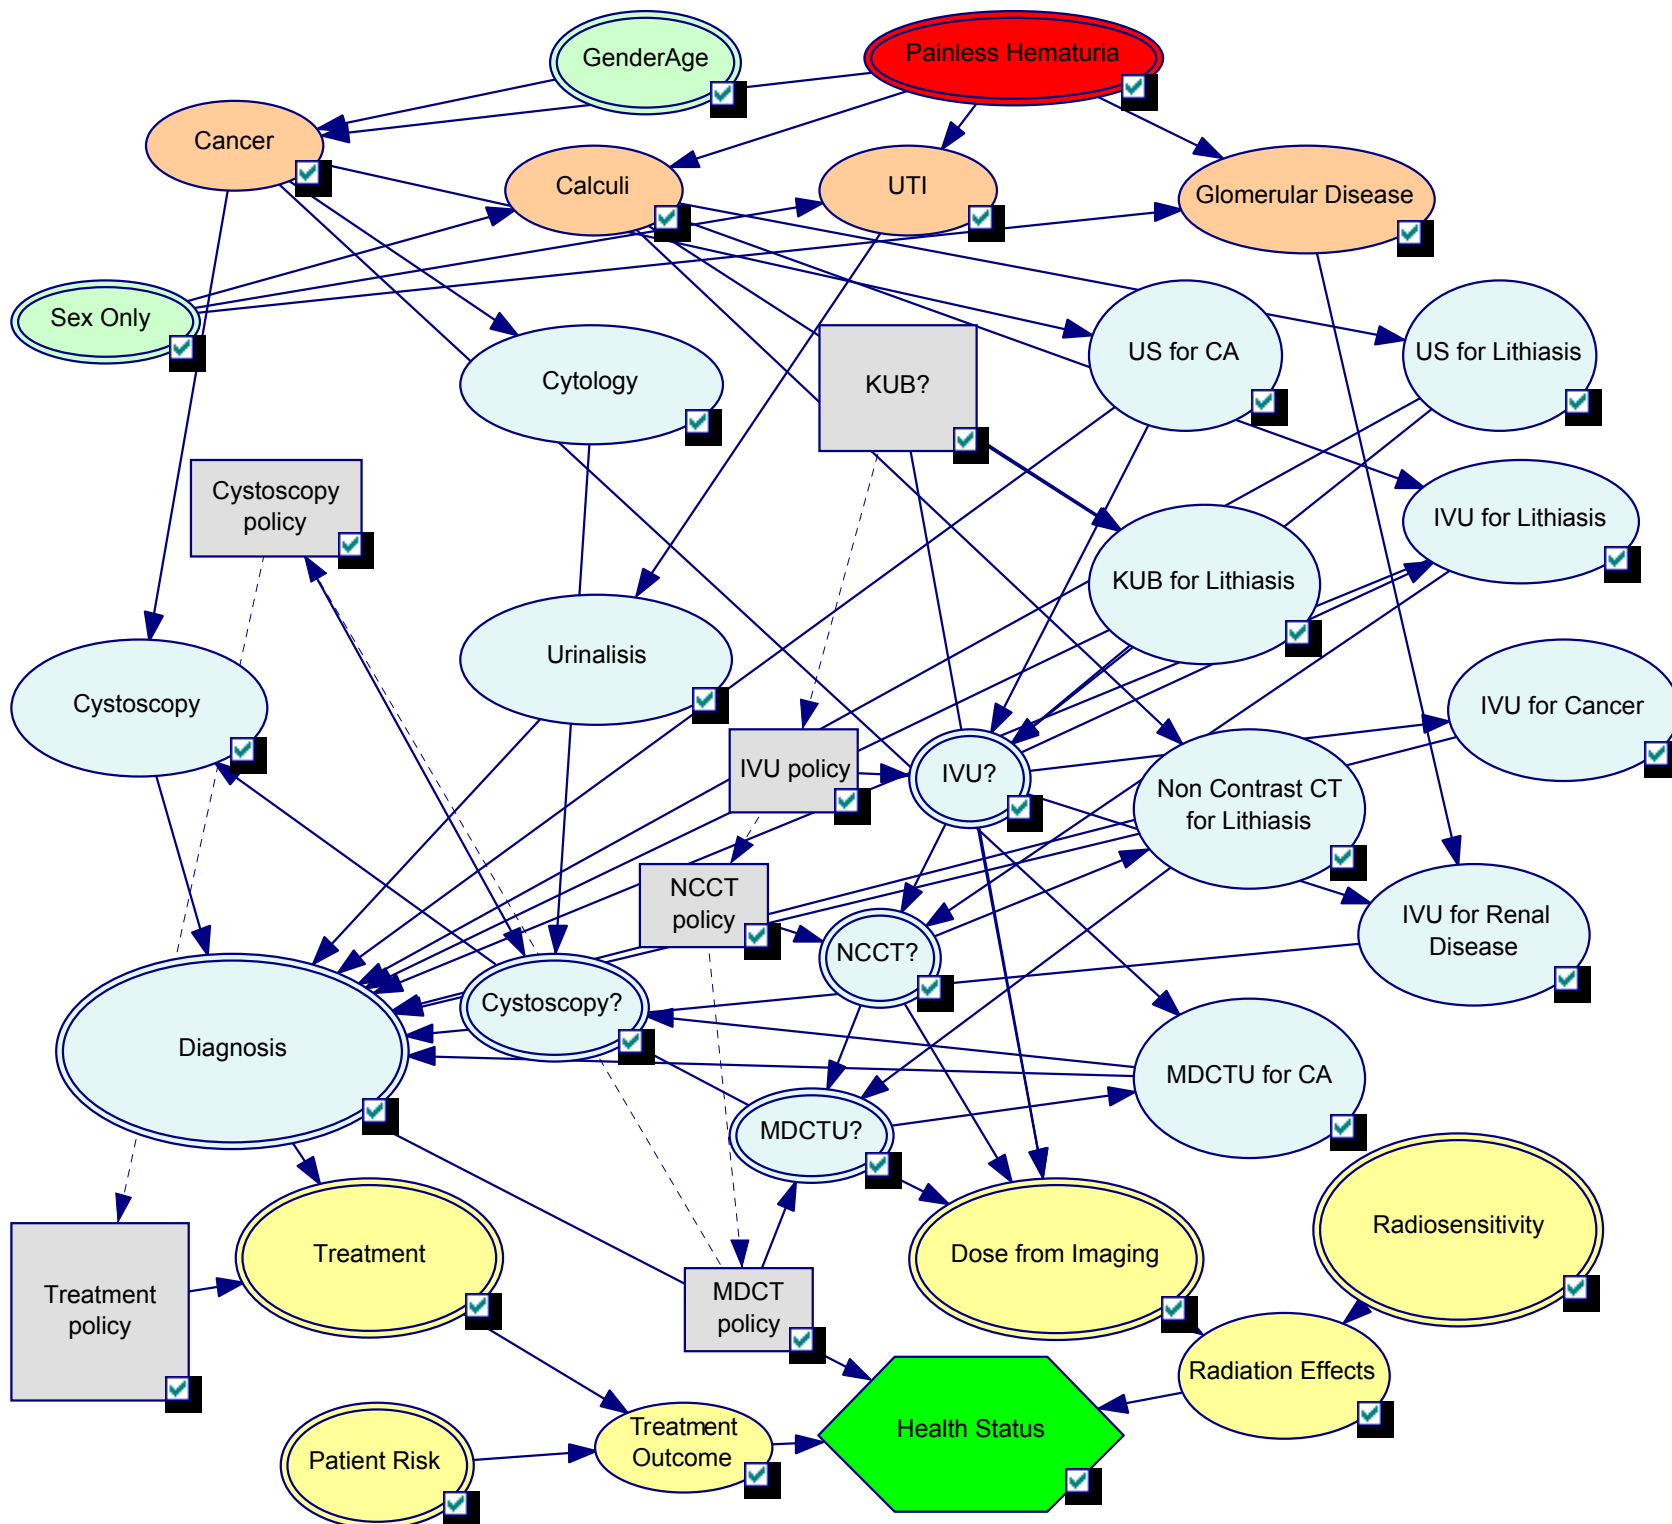 GenderAge
Painless Hematuria
Cancer
Calculi
UTI
Glomerular Disease
Sex Only
Cytology
KUB?
US for CA
US for Lithiasis
Cystoscopy
policy
IVU for Lithiasis
KUB for Lithiasis
Urinalisis
Cystoscopy
IVU for Cancer
IVU policy
IVU?
Non Contrast CT
for Lithiasis
NCCT
policy
NCCT?
IVU for Renal
Disease
Cystoscopy?
Diagnosis
MDCTU for CA
MDCTU?
Treatment
policy
Treatment
MDCT
policy
Dose from Imaging
Radiosensitivity
Radiation Effects
Patient Risk
Treatment
Outcome
Health Status